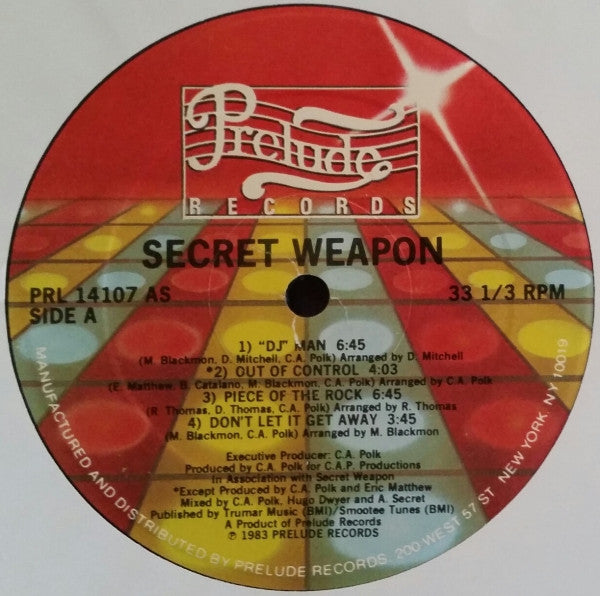 Prelude
RECORDS
SECRET WEAPON
PRL 14107 AS
SIDE A
33 1/3 RPM
1) "DJ" MAN 6:45
(M. Blackmon, D. Mitchell, C.A. Polk) Arranged by D. Mitchell
*2) OUT OF CONTROL 4:03
(E. Matthew, B. Catalano, M. Blackmon, C.A. Polk) Arranged by C.A. Polk
3) PIECE OF THE ROCK 6:45
(R. Thomas, D. Thomas, C.A. Polk) Arranged by R. Thomas
4) DON'T LET IT GET AWAY 3:45
(M. Blackmon, C.A. Polk) Arranged by M. Blackmon
Executive Producer: C.A. Polk
Produced by C.A. Polk for C.A.P. Productions
In Association with Secret Weapon
*Except Produced by C.A. Polk and Eric Matthew
Mixed by C.A. Polk, Hugo Dwyer and A. Secret
Published by Trumar Music (BMI)/Smootee Tunes (BMI)
A Product of Prelude Records
℗ 1983 PRELUDE RECORDS
MANUFACTURED AND DISTRIBUTED BY PRELUDE RECORDS, 200 WEST 57 ST. NEW YORK, NY 10019